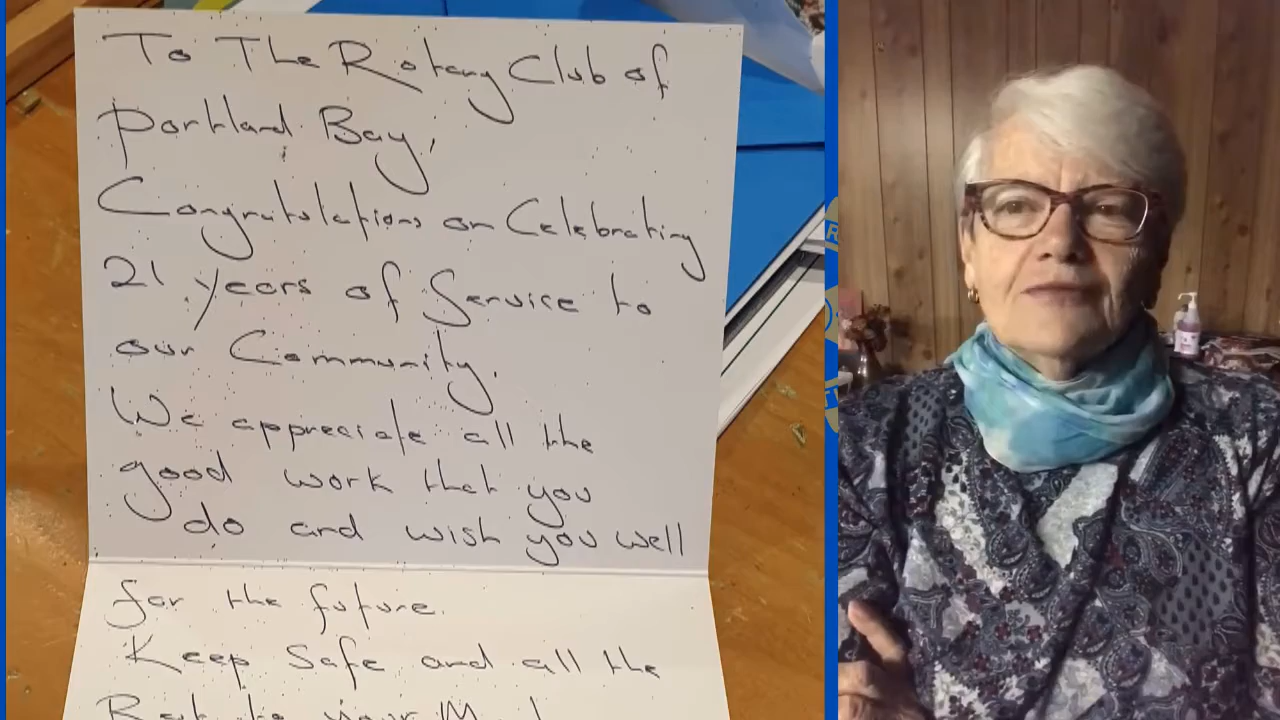 To The Rotary Club of
Portland Bay,
Congratulations on Celebrating
21 years of Service to
our Community.
We appreciate all the
good work that you
do and wish you well
for the future.
Keep Safe and all the